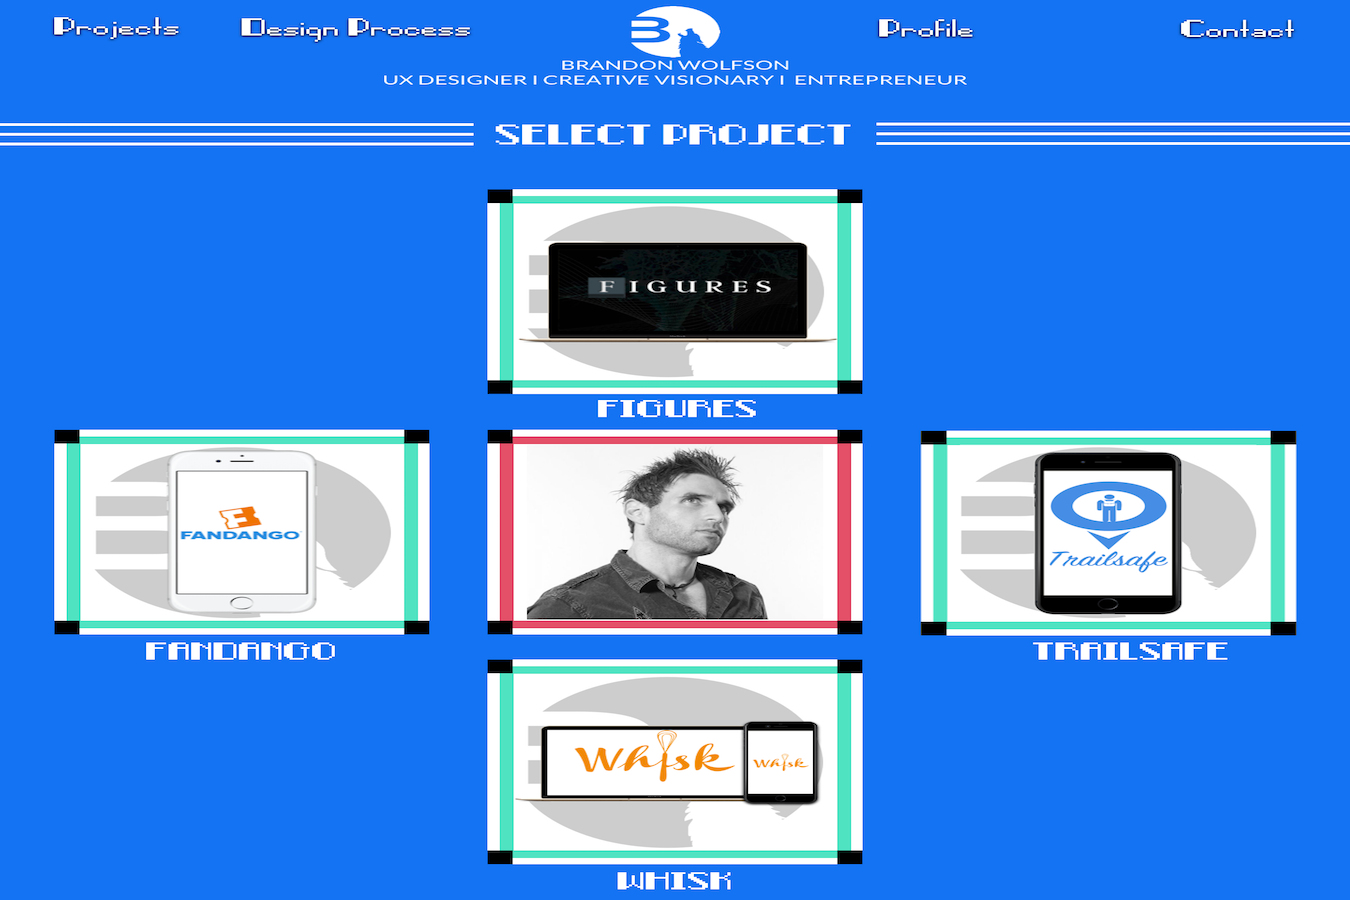 Projects
Design Process
B
Profile
Contact
BRANDON WOLFSON
UX DESIGNER I CREATIVE VISIONARY I ENTREPRENEUR
SELECT PROJECT
FIGURES
FIGURES
F
FANDANGO
FANDANGO
Trailsafe
TRAILSAFE
Whisk
Whisk
WHISK